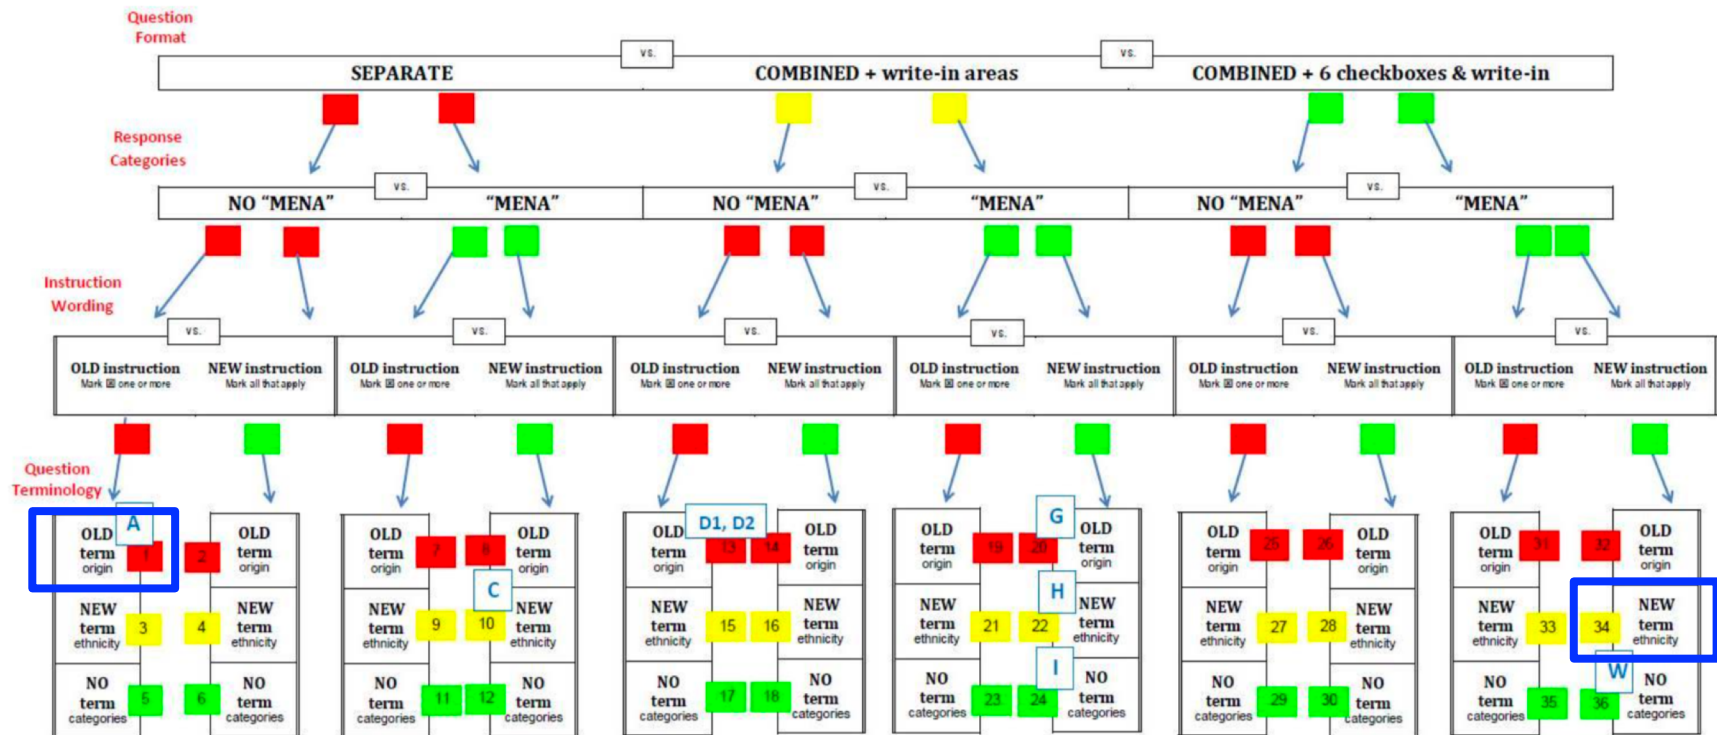 Question
Format
vs.
vs.
SEPARATE
COMBINED + write-in areas
COMBINED + 6 checkboxes & write-in
Response
Categories
vs.
vs.
vs.
vs.
vs.
NO “MENA”
“MENA”
NO “MENA”
“MENA”
NO “MENA”
“MENA”
Instruction
Wording
vs.
vs.
vs.
vs.
vs.
vs.
OLD instruction
Mark ☒ one or more
NEW instruction
Mark all that apply
OLD instruction
Mark ☒ one or more
NEW instruction
Mark all that apply
OLD instruction
Mark ☒ one or more
NEW instruction
Mark all that apply
OLD instruction
Mark ☒ one or more
NEW instruction
Mark all that apply
OLD instruction
Mark ☒ one or more
NEW instruction
Mark all that apply
OLD instruction
Mark ☒ one or more
NEW instruction
Mark all that apply
Question
Terminology
OLD
term
origin
A
1
2
OLD
term
origin
NEW
term
ethnicity
3
4
NEW
term
ethnicity
NO
term
categories
5
6
NO
term
categories
OLD
term
origin
7
8
OLD
term
origin
C
NEW
term
ethnicity
9
10
NEW
term
ethnicity
NO
term
categories
11
12
NO
term
categories
OLD
term
origin
D1, D2
13
14
OLD
term
origin
NEW
term
ethnicity
15
16
NEW
term
ethnicity
NO
term
categories
17
18
NO
term
categories
OLD
term
origin
19
20
G
OLD
term
origin
NEW
term
ethnicity
21
22
H
NEW
term
ethnicity
NO
term
categories
23
24
I
NO
term
categories
OLD
term
origin
25
26
OLD
term
origin
NEW
term
ethnicity
27
28
NEW
term
ethnicity
NO
term
categories
29
30
NO
term
categories
OLD
term
origin
31
32
OLD
term
origin
NEW
term
ethnicity
33
34
NEW
term
ethnicity
NO
term
categories
35
36
W
NO
term
categories